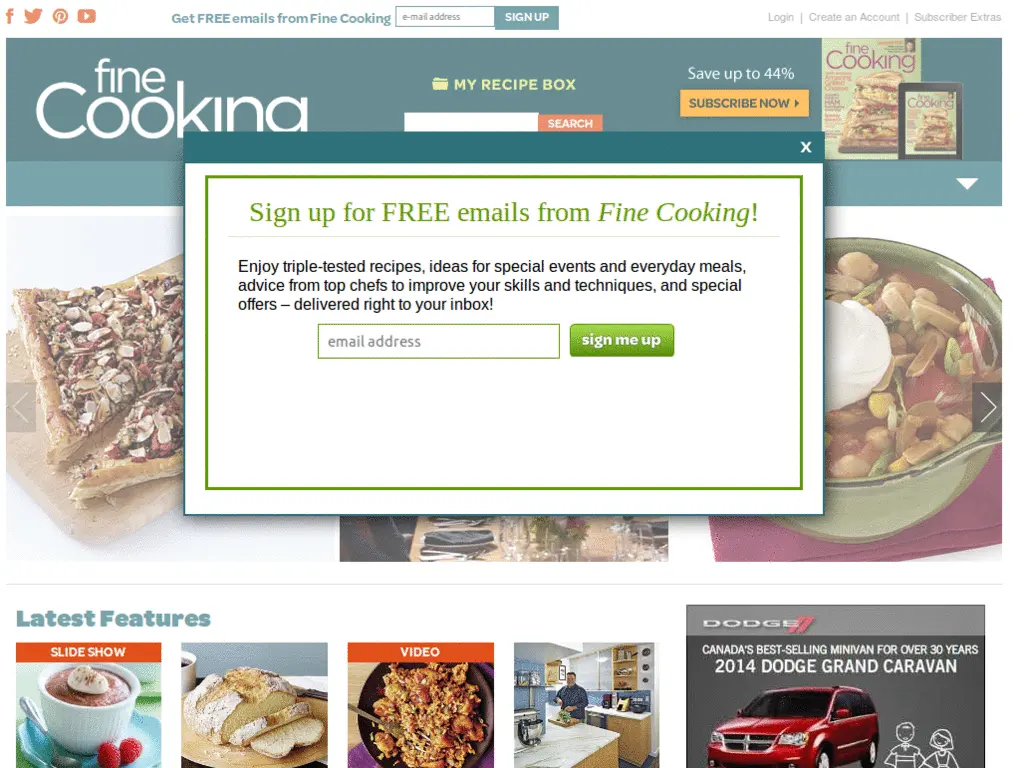 Get FREE emails from Fine Cooking
e-mail address
SIGN UP
Login | Create an Account | Subscriber Extras
fine
Cooking
MY RECIPE BOX
SEARCH
Save up to 44%
SUBSCRIBE NOW
fine
Cooking
fine
Cooking
X
Sign up for FREE emails from Fine Cooking!
Enjoy triple-tested recipes, ideas for special events and everyday meals,
advice from top chefs to improve your skills and techniques, and special
offers – delivered right to your inbox!
email address
sign me up
Latest Features
SLIDE SHOW
VIDEO
DODGE
CANADA'S BEST-SELLING MINIVAN FOR OVER 30 YEARS
2014 DODGE GRAND CARAVAN